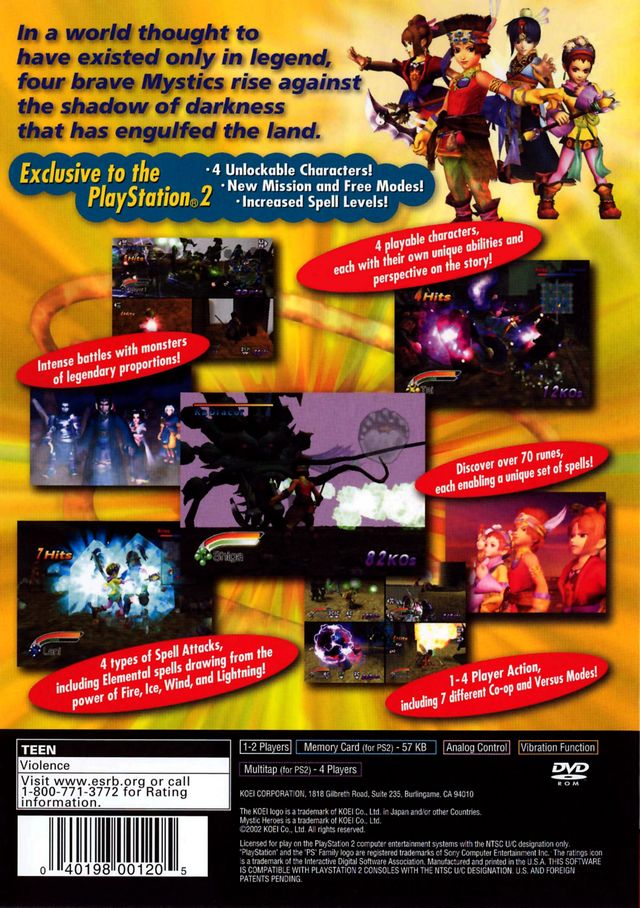 In a world thought to
have existed only in legend,
four brave Mystics rise against
the shadow of darkness
that has engulfed the land.
Exclusive to the
PlayStation® 2
· 4 Unlockable Characters!
· New Mission and Free Modes!
· Increased Spell Levels!
4 playable characters,
each with their own unique abilities and
perspective on the story!
4 Hits
12KOs
Intense battles with monsters
of legendary proportions!
Discover over 70 runes,
each enabling a unique set of spells!
Shiga
82KOs
7 Hits
Lani
4 types of Spell Attacks,
including Elemental spells drawing from the
power of Fire, Ice, Wind, and Lightning!
1-4 Player Action,
including 7 different Co-op and Versus Modes!
TEEN
Violence
Visit www.esrb.org or call
1-800-771-3772 for Rating
information.
0 40198 00120 5
1-2 Players
Memory Card (for PS2) - 57 KB
Analog Control
Vibration Function
Multitap (for PS2) - 4 Players
DVD
ROM
KOEI CORPORATION, 1818 Gilbreth Road, Suite 235, Burlingame, CA 94010
The KOEI logo is a trademark of KOEI Co., Ltd. in Japan and/or other Countries.
Mystic Heroes is a trademark of KOEI Co., Ltd.
©2002 KOEI Co., Ltd. All rights reserved.
Licensed for play on the PlayStation 2 computer entertainment systems with the NTSC U/C designation only.
"PlayStation" and the "PS" Family logo are registered trademarks of Sony Computer Entertainment Inc. The ratings icon
is a trademark of the Interactive Digital Software Association. Manufactured and printed in the U.S.A. THIS SOFTWARE
IS COMPATIBLE WITH PLAYSTATION 2 CONSOLES WITH THE NTSC U/C DESIGNATION. U.S. AND FOREIGN
PATENTS PENDING.